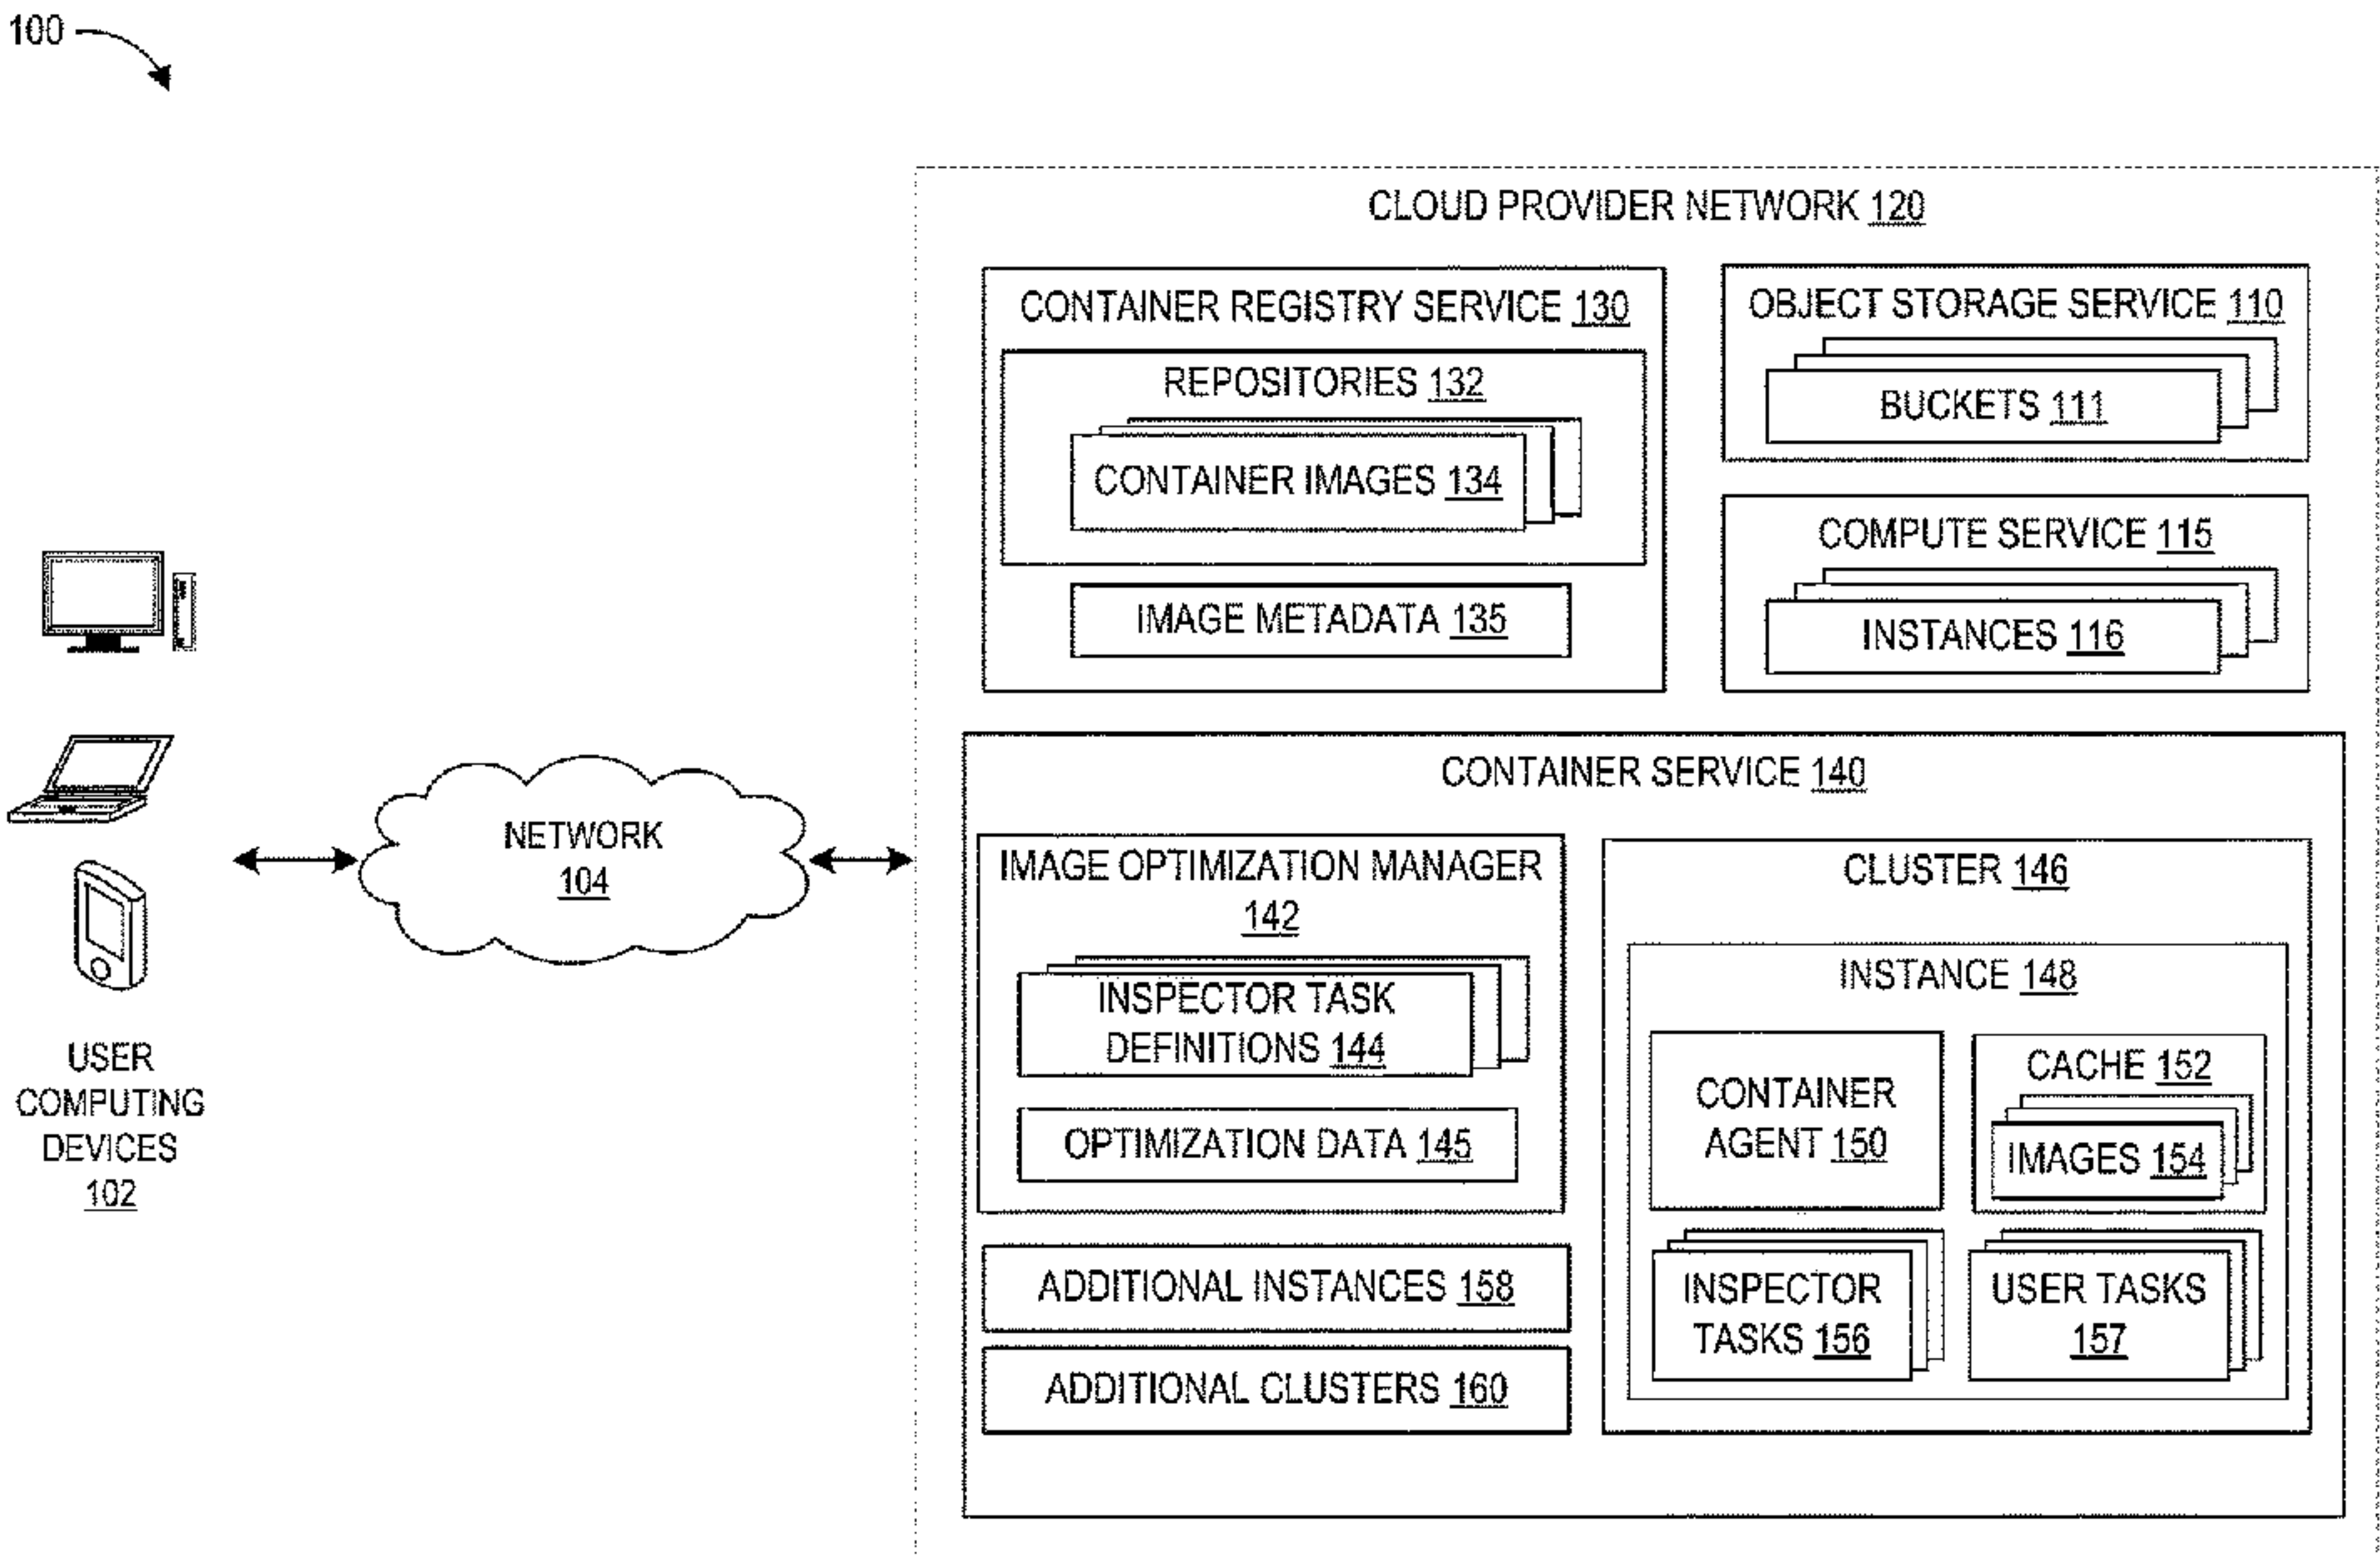 100
CLOUD PROVIDER NETWORK 120
CONTAINER REGISTRY SERVICE 130
REPOSITORIES 132
CONTAINER IMAGES 134
IMAGE METADATA 135
OBJECT STORAGE SERVICE 110
BUCKETS 111
COMPUTE SERVICE 115
INSTANCES 116
USER
COMPUTING
DEVICES
102
NETWORK
104
CONTAINER SERVICE 140
IMAGE OPTIMIZATION MANAGER
142
INSPECTOR TASK
DEFINITIONS 144
OPTIMIZATION DATA 145
ADDITIONAL INSTANCES 158
ADDITIONAL CLUSTERS 160
CLUSTER 146
INSTANCE 148
CONTAINER
AGENT 150
CACHE 152
IMAGES 154
INSPECTOR
TASKS 156
USER TASKS
157